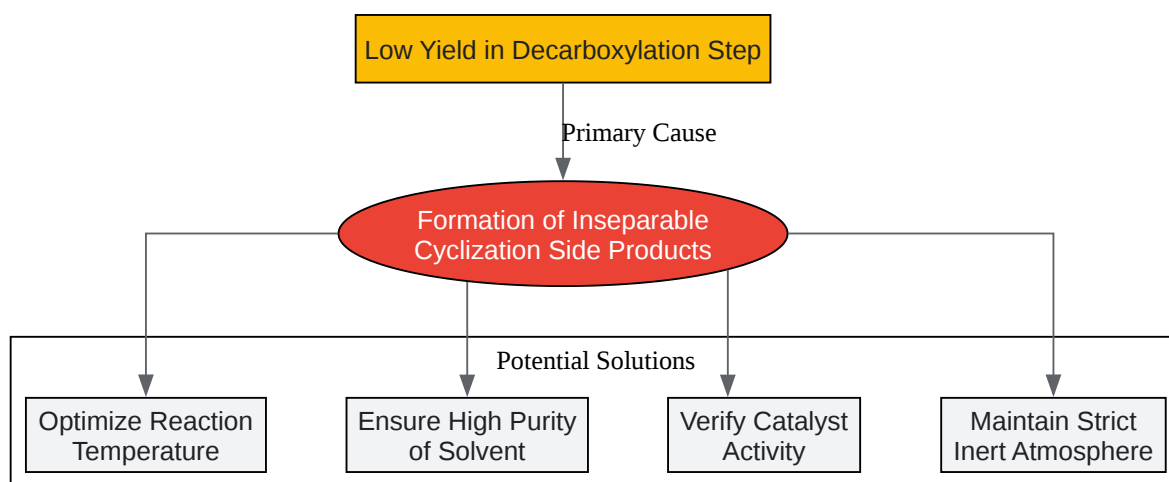 Low Yield in Decarboxylation Step
Primary Cause
Formation of Inseparable
Cyclization Side Products
Potential Solutions
Optimize Reaction
Temperature
Ensure High Purity
of Solvent
Verify Catalyst
Activity
Maintain Strict
Inert Atmosphere